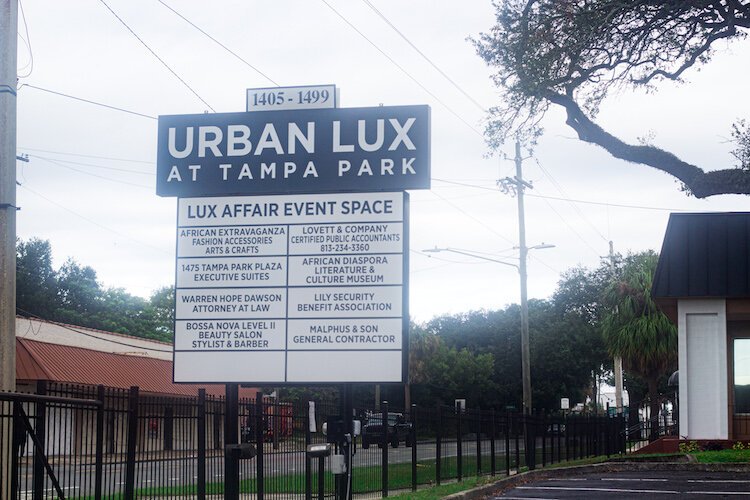 1405 - 1499
URBAN LUX
AT TAMPA PARK
LUX AFFAIR EVENT SPACE
AFRICAN EXTRAVAGANZA
FASHION ACCESSORIES
ARTS & CRAFTS
LOVETT & COMPANY
CERTIFIED PUBLIC ACCOUNTANTS
813-234-3360
1475 TAMPA PARK PLAZA
EXECUTIVE SUITES
AFRICAN DIASPORA
LITERATURE &
CULTURE MUSEUM
WARREN HOPE DAWSON
ATTORNEY AT LAW
LILY SECURITY
BENEFIT ASSOCIATION
BOSSA NOVA LEVEL II
BEAUTY SALON
STYLIST & BARBER
MALPHUS & SON
GENERAL CONTRACTOR